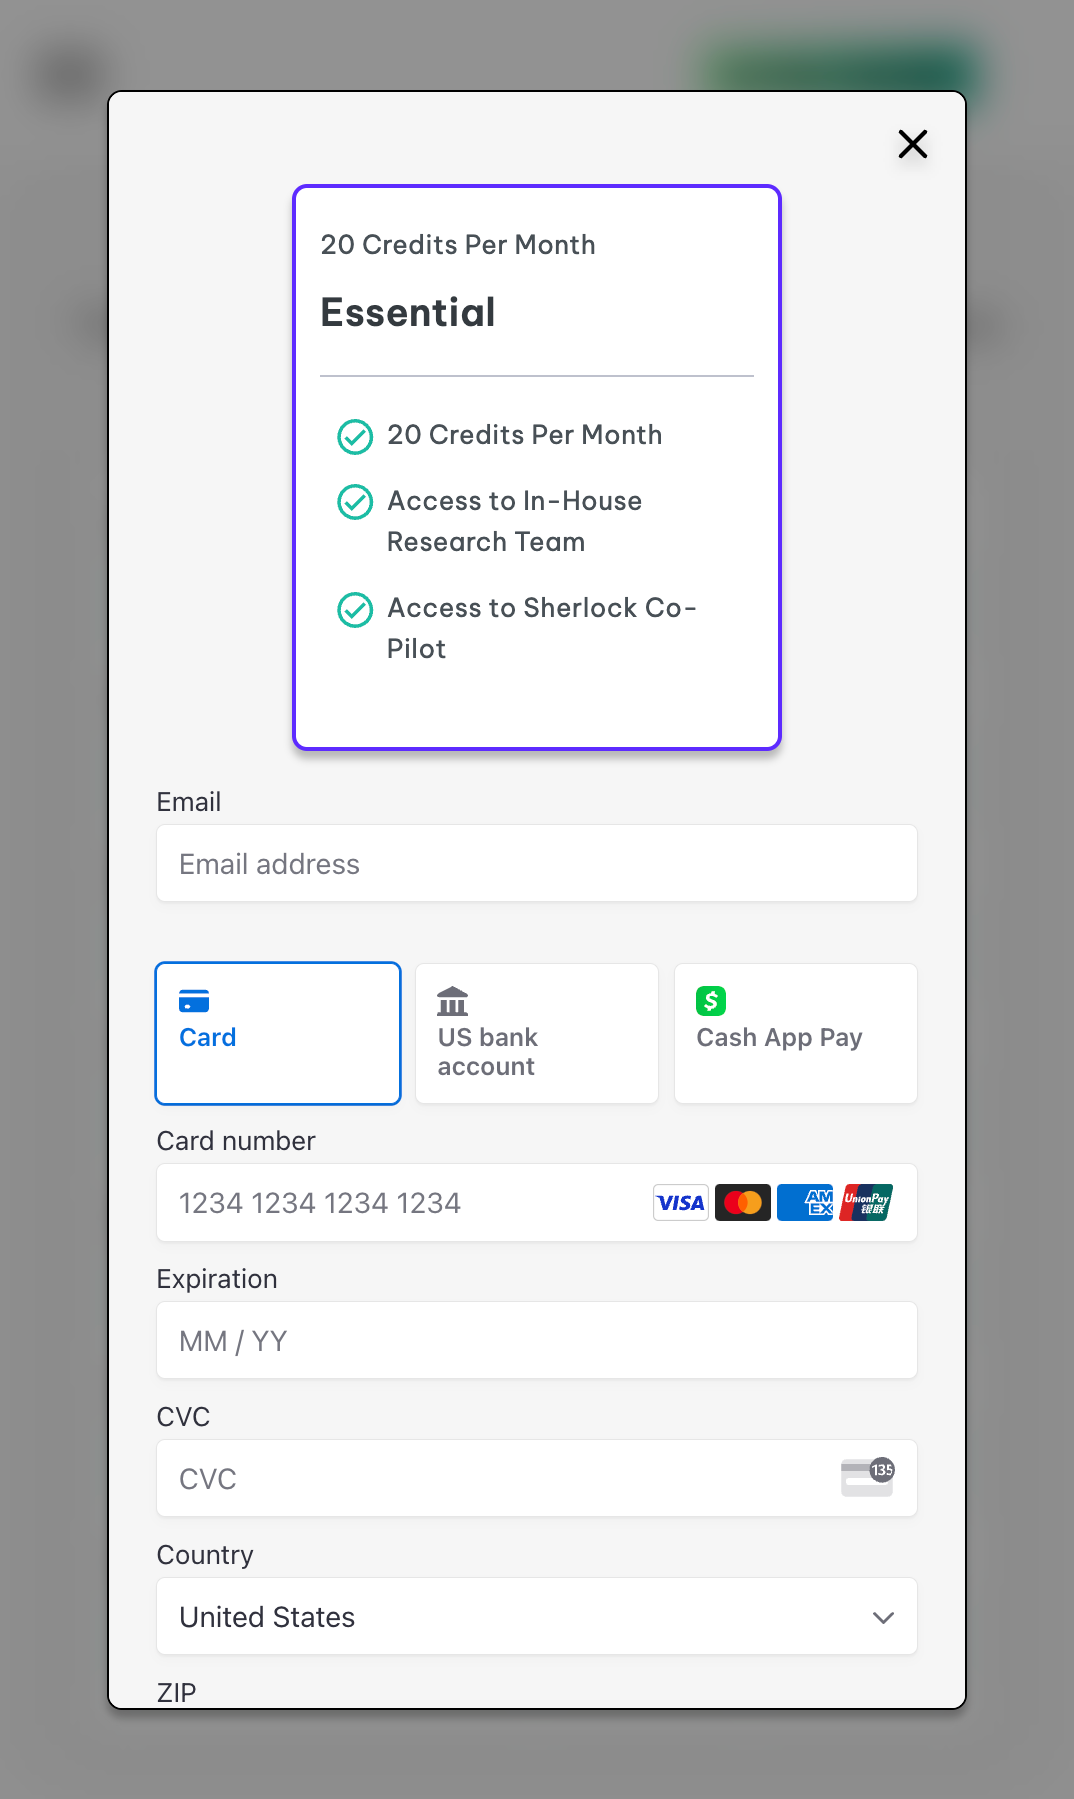 20 Credits Per Month
Essential
20 Credits Per Month
Access to In-House
Research Team
Access to Sherlock Co-
Pilot
Email
Email address
Card
US bank
account
Cash App Pay
Card number
1234 1234 1234 1234
VISA
AM
EX
UnionPay
银联
Expiration
MM / YY
CVC
CVC
135
Country
United States
ZIP